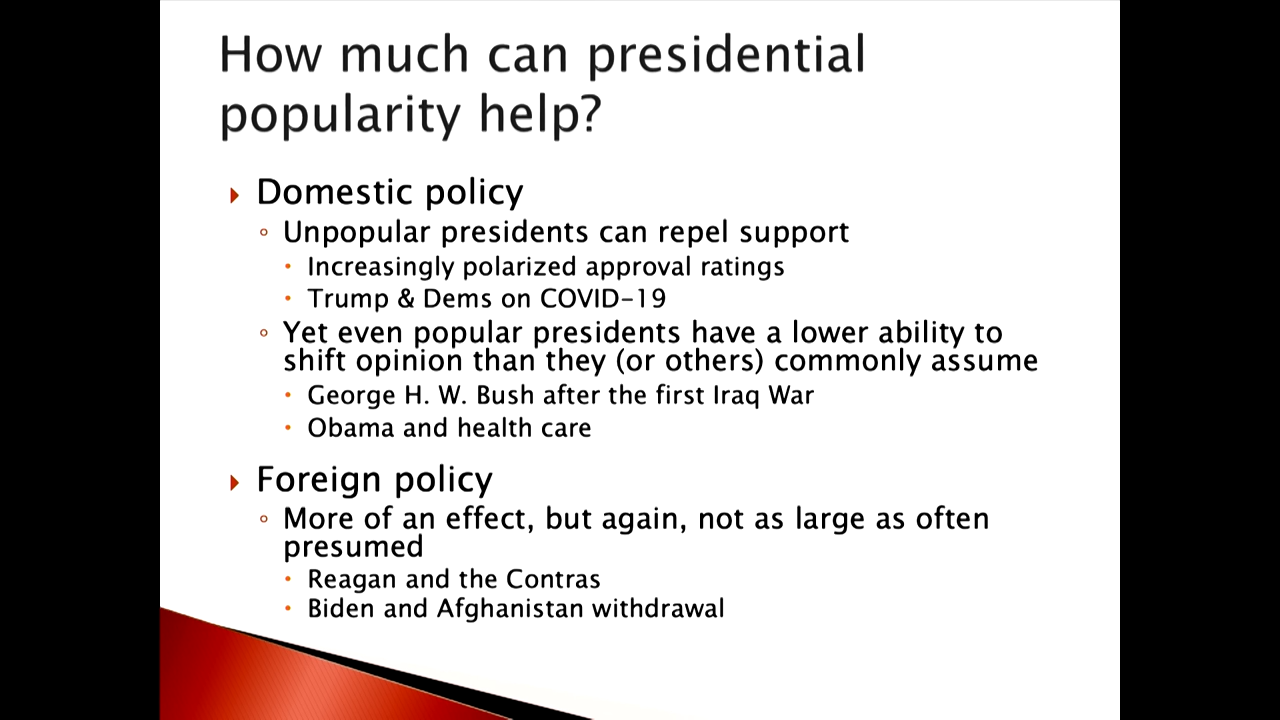 How much can presidential
popularity help?
Domestic policy
Unpopular presidents can repel support
Increasingly polarized approval ratings
Trump & Dems on COVID-19
Yet even popular presidents have a lower ability to
shift opinion than they (or others) commonly assume
George H. W. Bush after the first Iraq War
Obama and health care
Foreign policy
More of an effect, but again, not as large as often
presumed
Reagan and the Contras
Biden and Afghanistan withdrawal